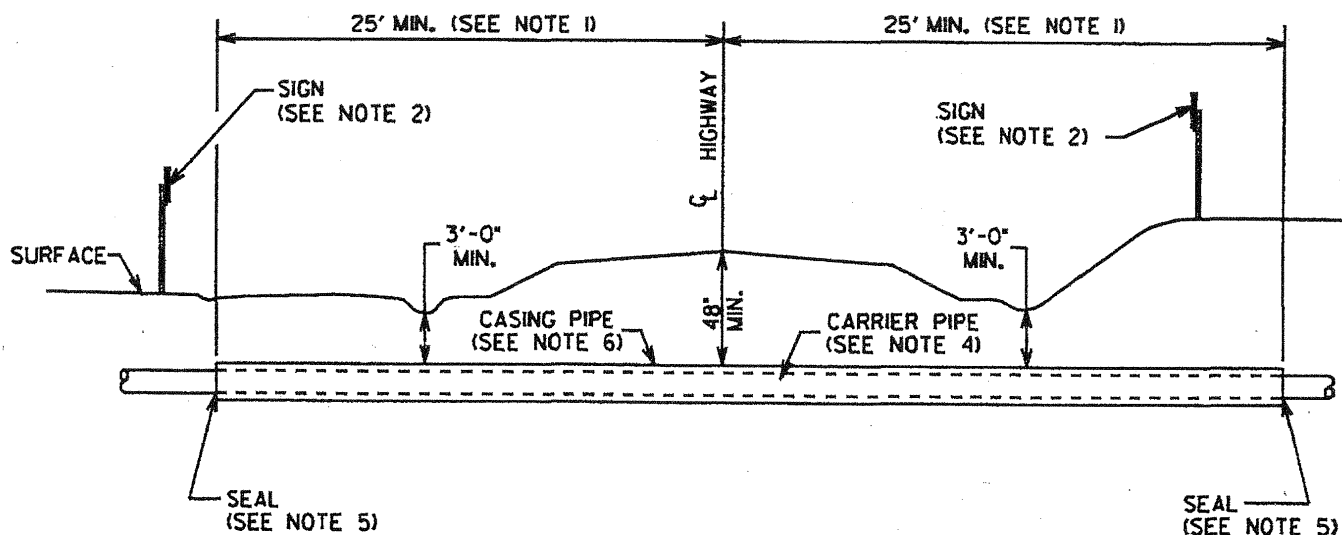 25' MIN. (SEE NOTE 1)
25' MIN. (SEE NOTE 1)
SIGN
(SEE NOTE 2)
SIGN
(SEE NOTE 2)
℄ HIGHWAY
SURFACE
3'-0"
MIN.
3'-0"
MIN.
48"
MIN.
CASING PIPE
(SEE NOTE 6)
CARRIER PIPE
(SEE NOTE 4)
SEAL
(SEE NOTE 5)
SEAL
(SEE NOTE 5)